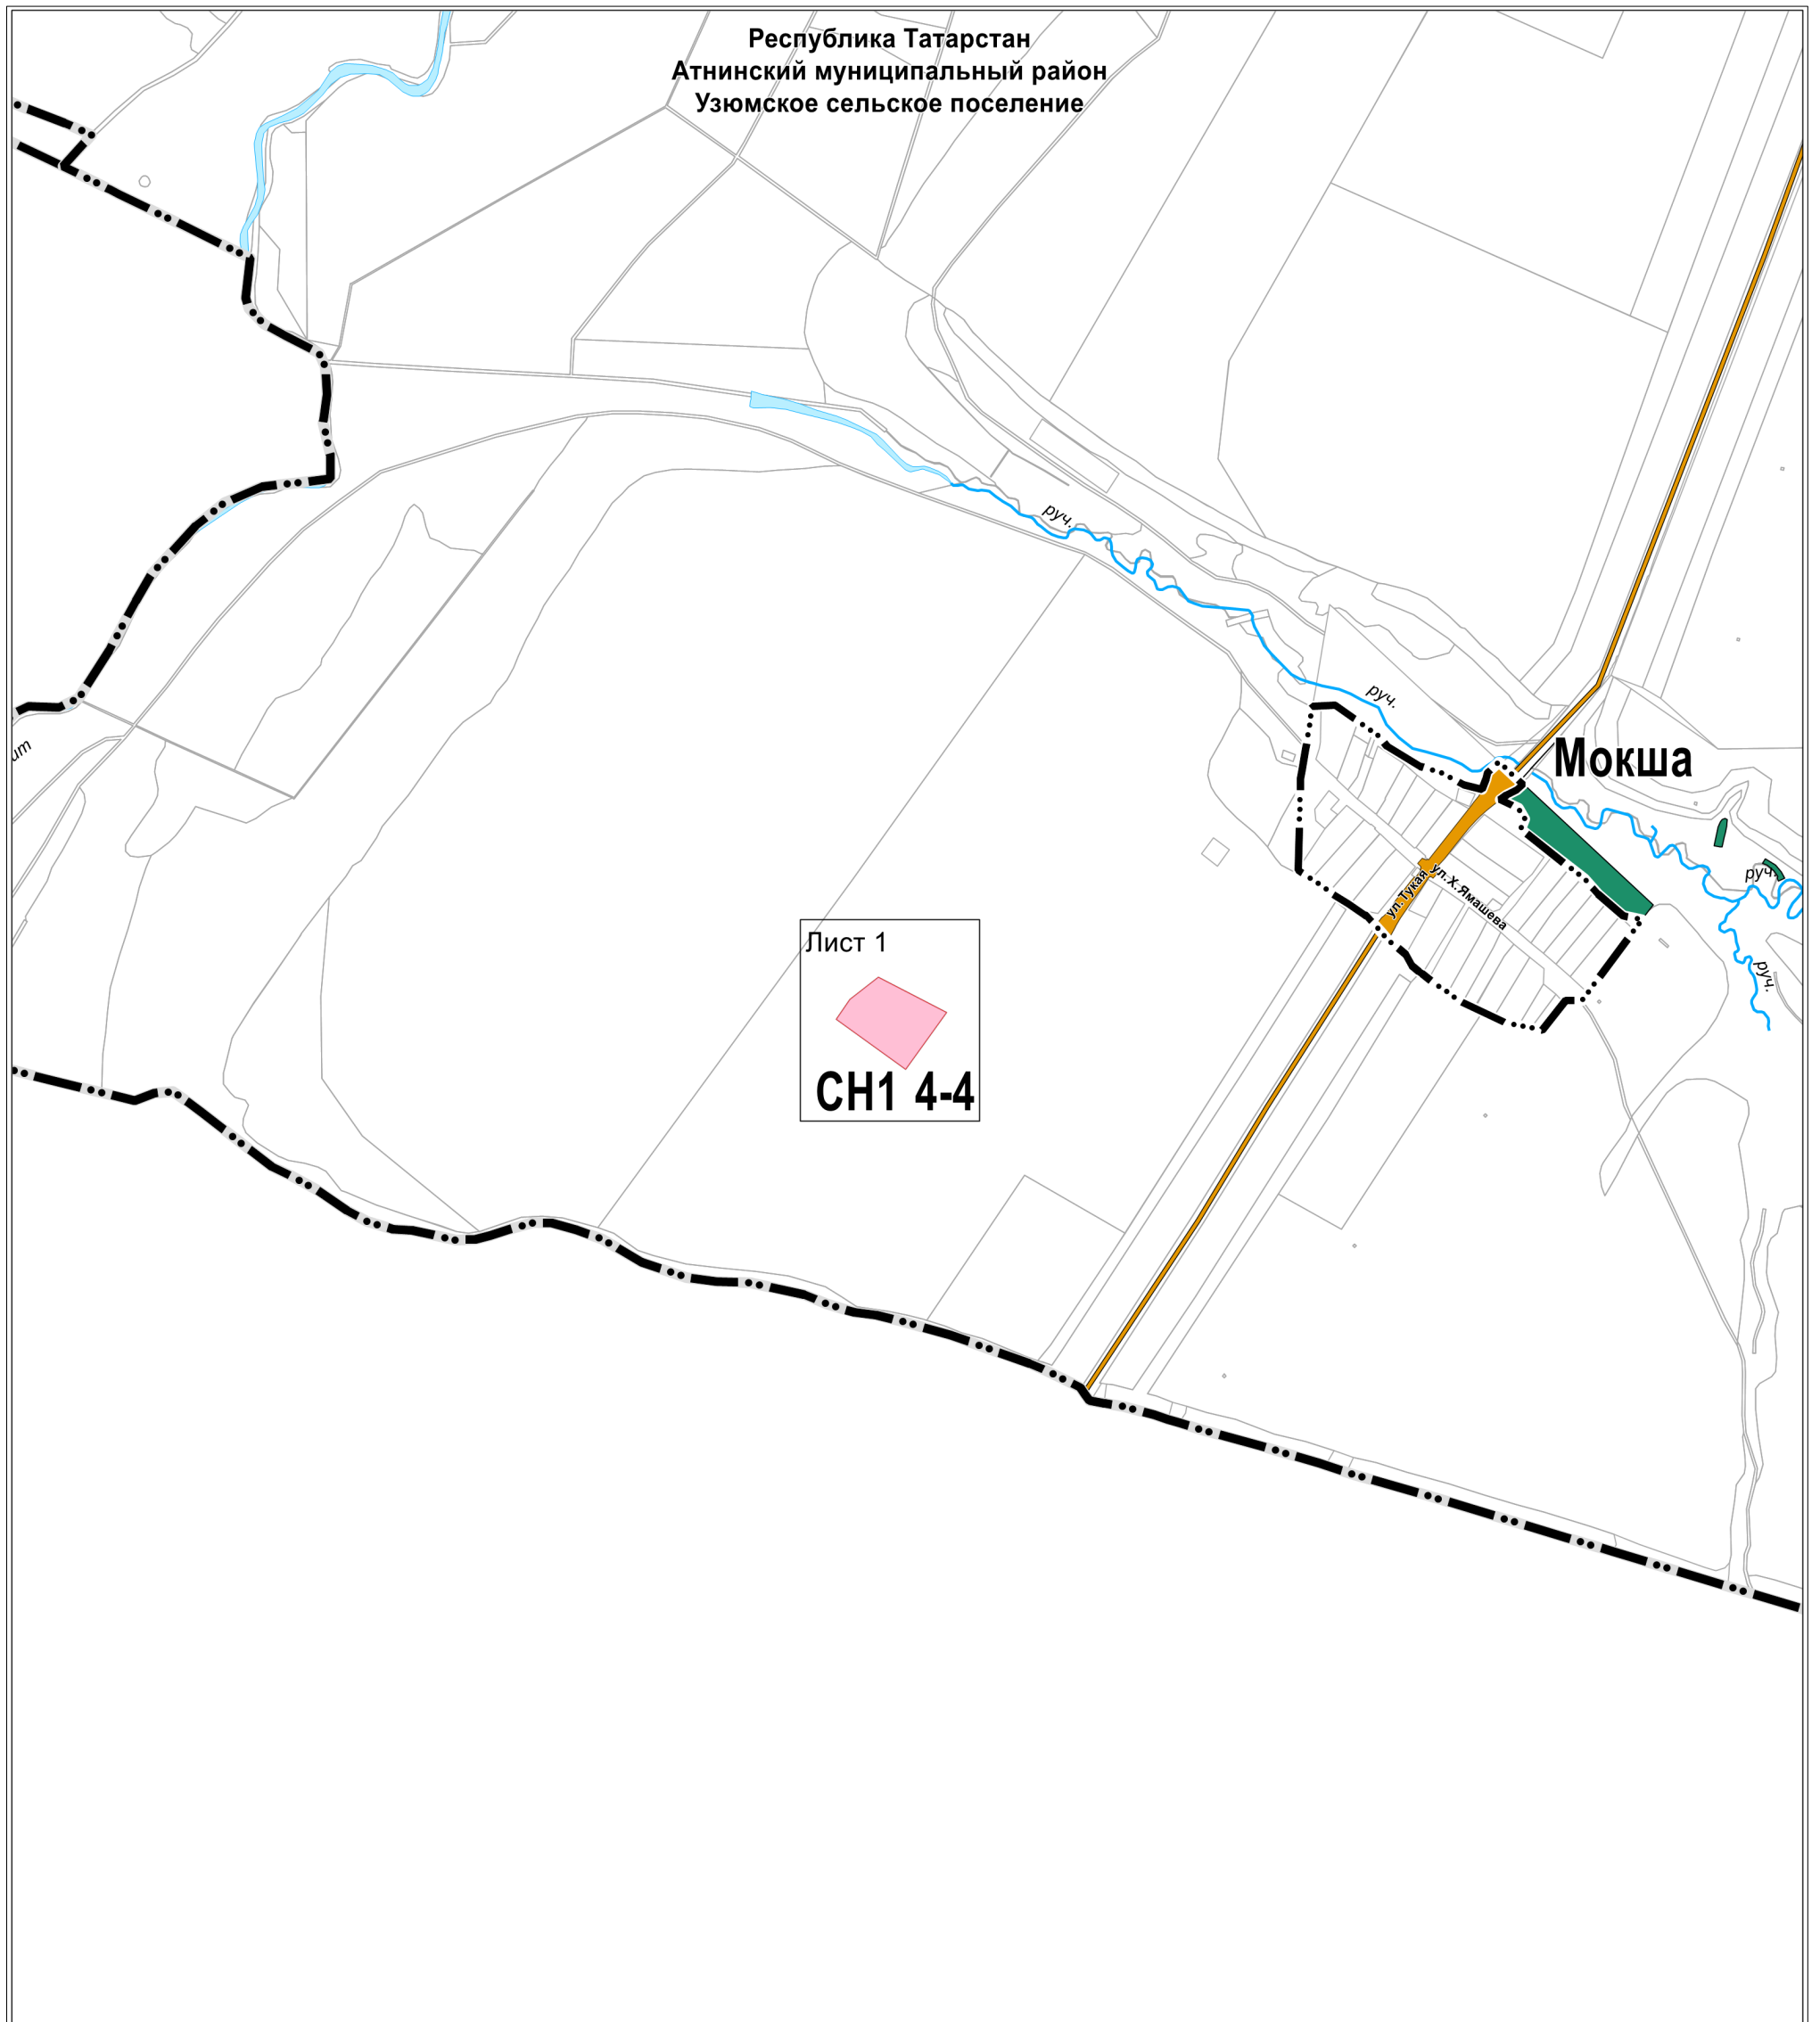 Республика Татарстан
Атнинский муниципальный район
Узюмское сельское поселение
руч.
руч.
ит
Мокша
руч.
ул.Тукая
ул.Х.Ямашева
руч.
Лист 1
СН1 4-4